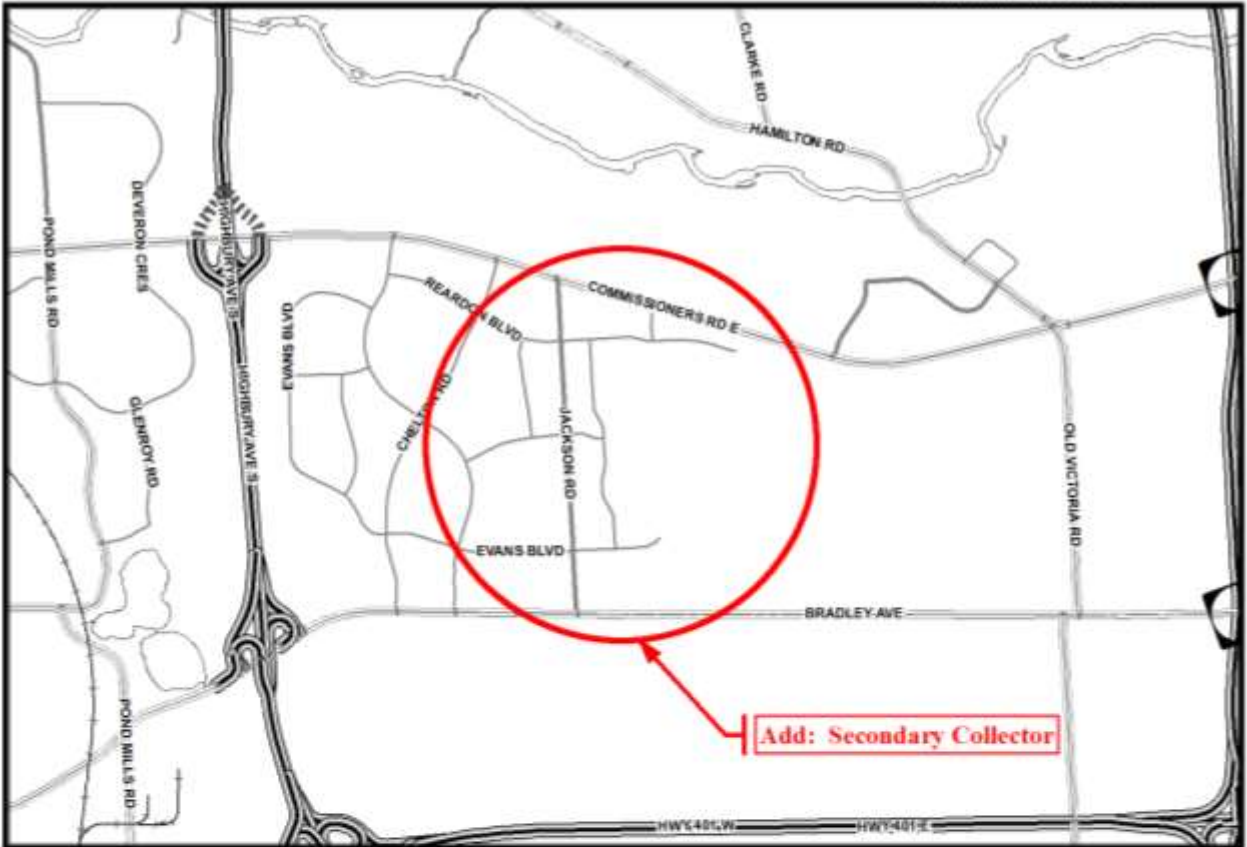 CLARKE RD
HAMILTON RD
DEVERON CRES
POND MILLS RD
HIGHBURY AVE S
COMMISSIONERS RD E
REARDON BLVD
EVANS BLVD
CHELTON RD
HIGHBURY AVE S
GLENROY RD
JACKSON RD
OLD VICTORIA RD
EVANS BLVD
BRADLEY AVE
POND MILLS RD
Add: Secondary Collector
HWY 401 W
HWY 401 E